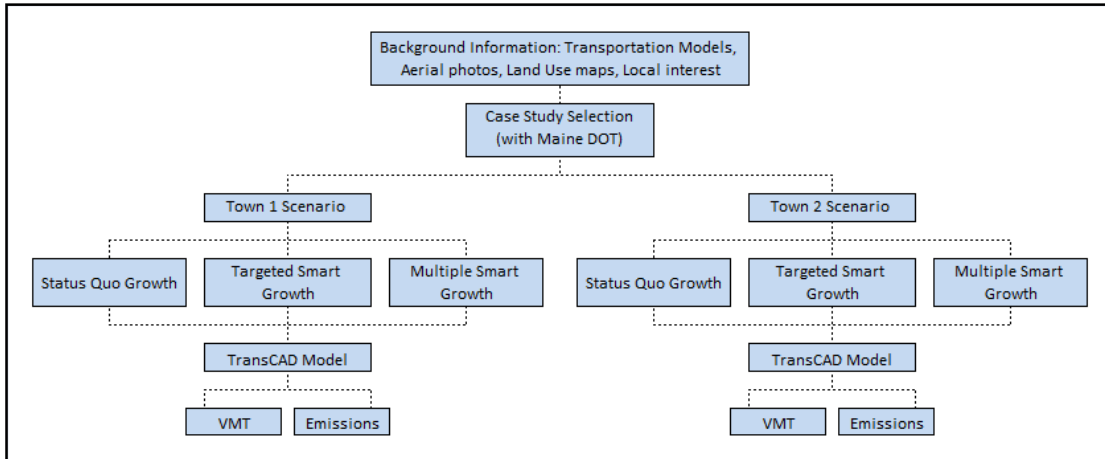 Background Information: Transportation Models,
Aerial photos, Land Use maps, Local interest
Case Study Selection
(with Maine DOT)
Town 1 Scenario
Town 2 Scenario
Status Quo Growth
Targeted Smart
Growth
Multiple Smart
Growth
Status Quo Growth
Targeted Smart
Growth
Multiple Smart
Growth
TransCAD Model
TransCAD Model
VMT
Emissions
VMT
Emissions